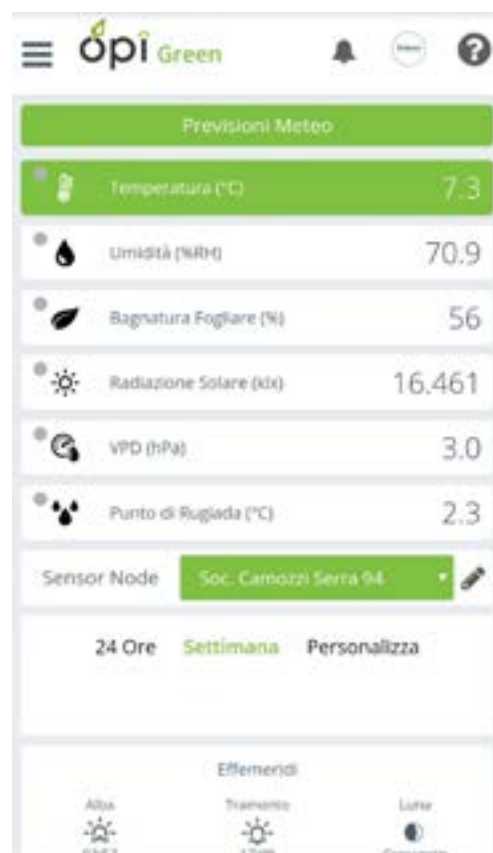 opi Green
Previsioni Meteo
Temperatura (°C) 7.3
Umidità (%RH) 70.9
Bagnatura Fogliare (%) 56
Radiazione Solare (klx) 16.461
VPD (hPa) 3.0
Punto di Rugiada (°C) 2.3
Sensor Node Soc. Camozzi Serra 94
24 Ore Settimana Personalizza
Effemeridi
Alba Tramonto Luna